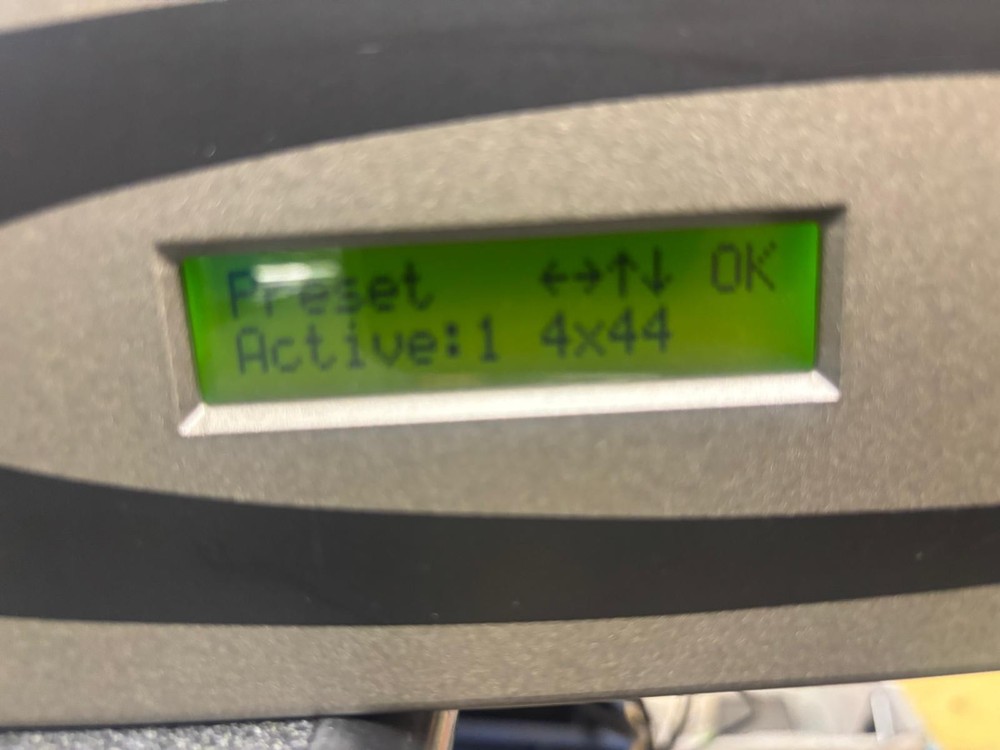 Preset ←→↑↓ OK
Active:1 4x44